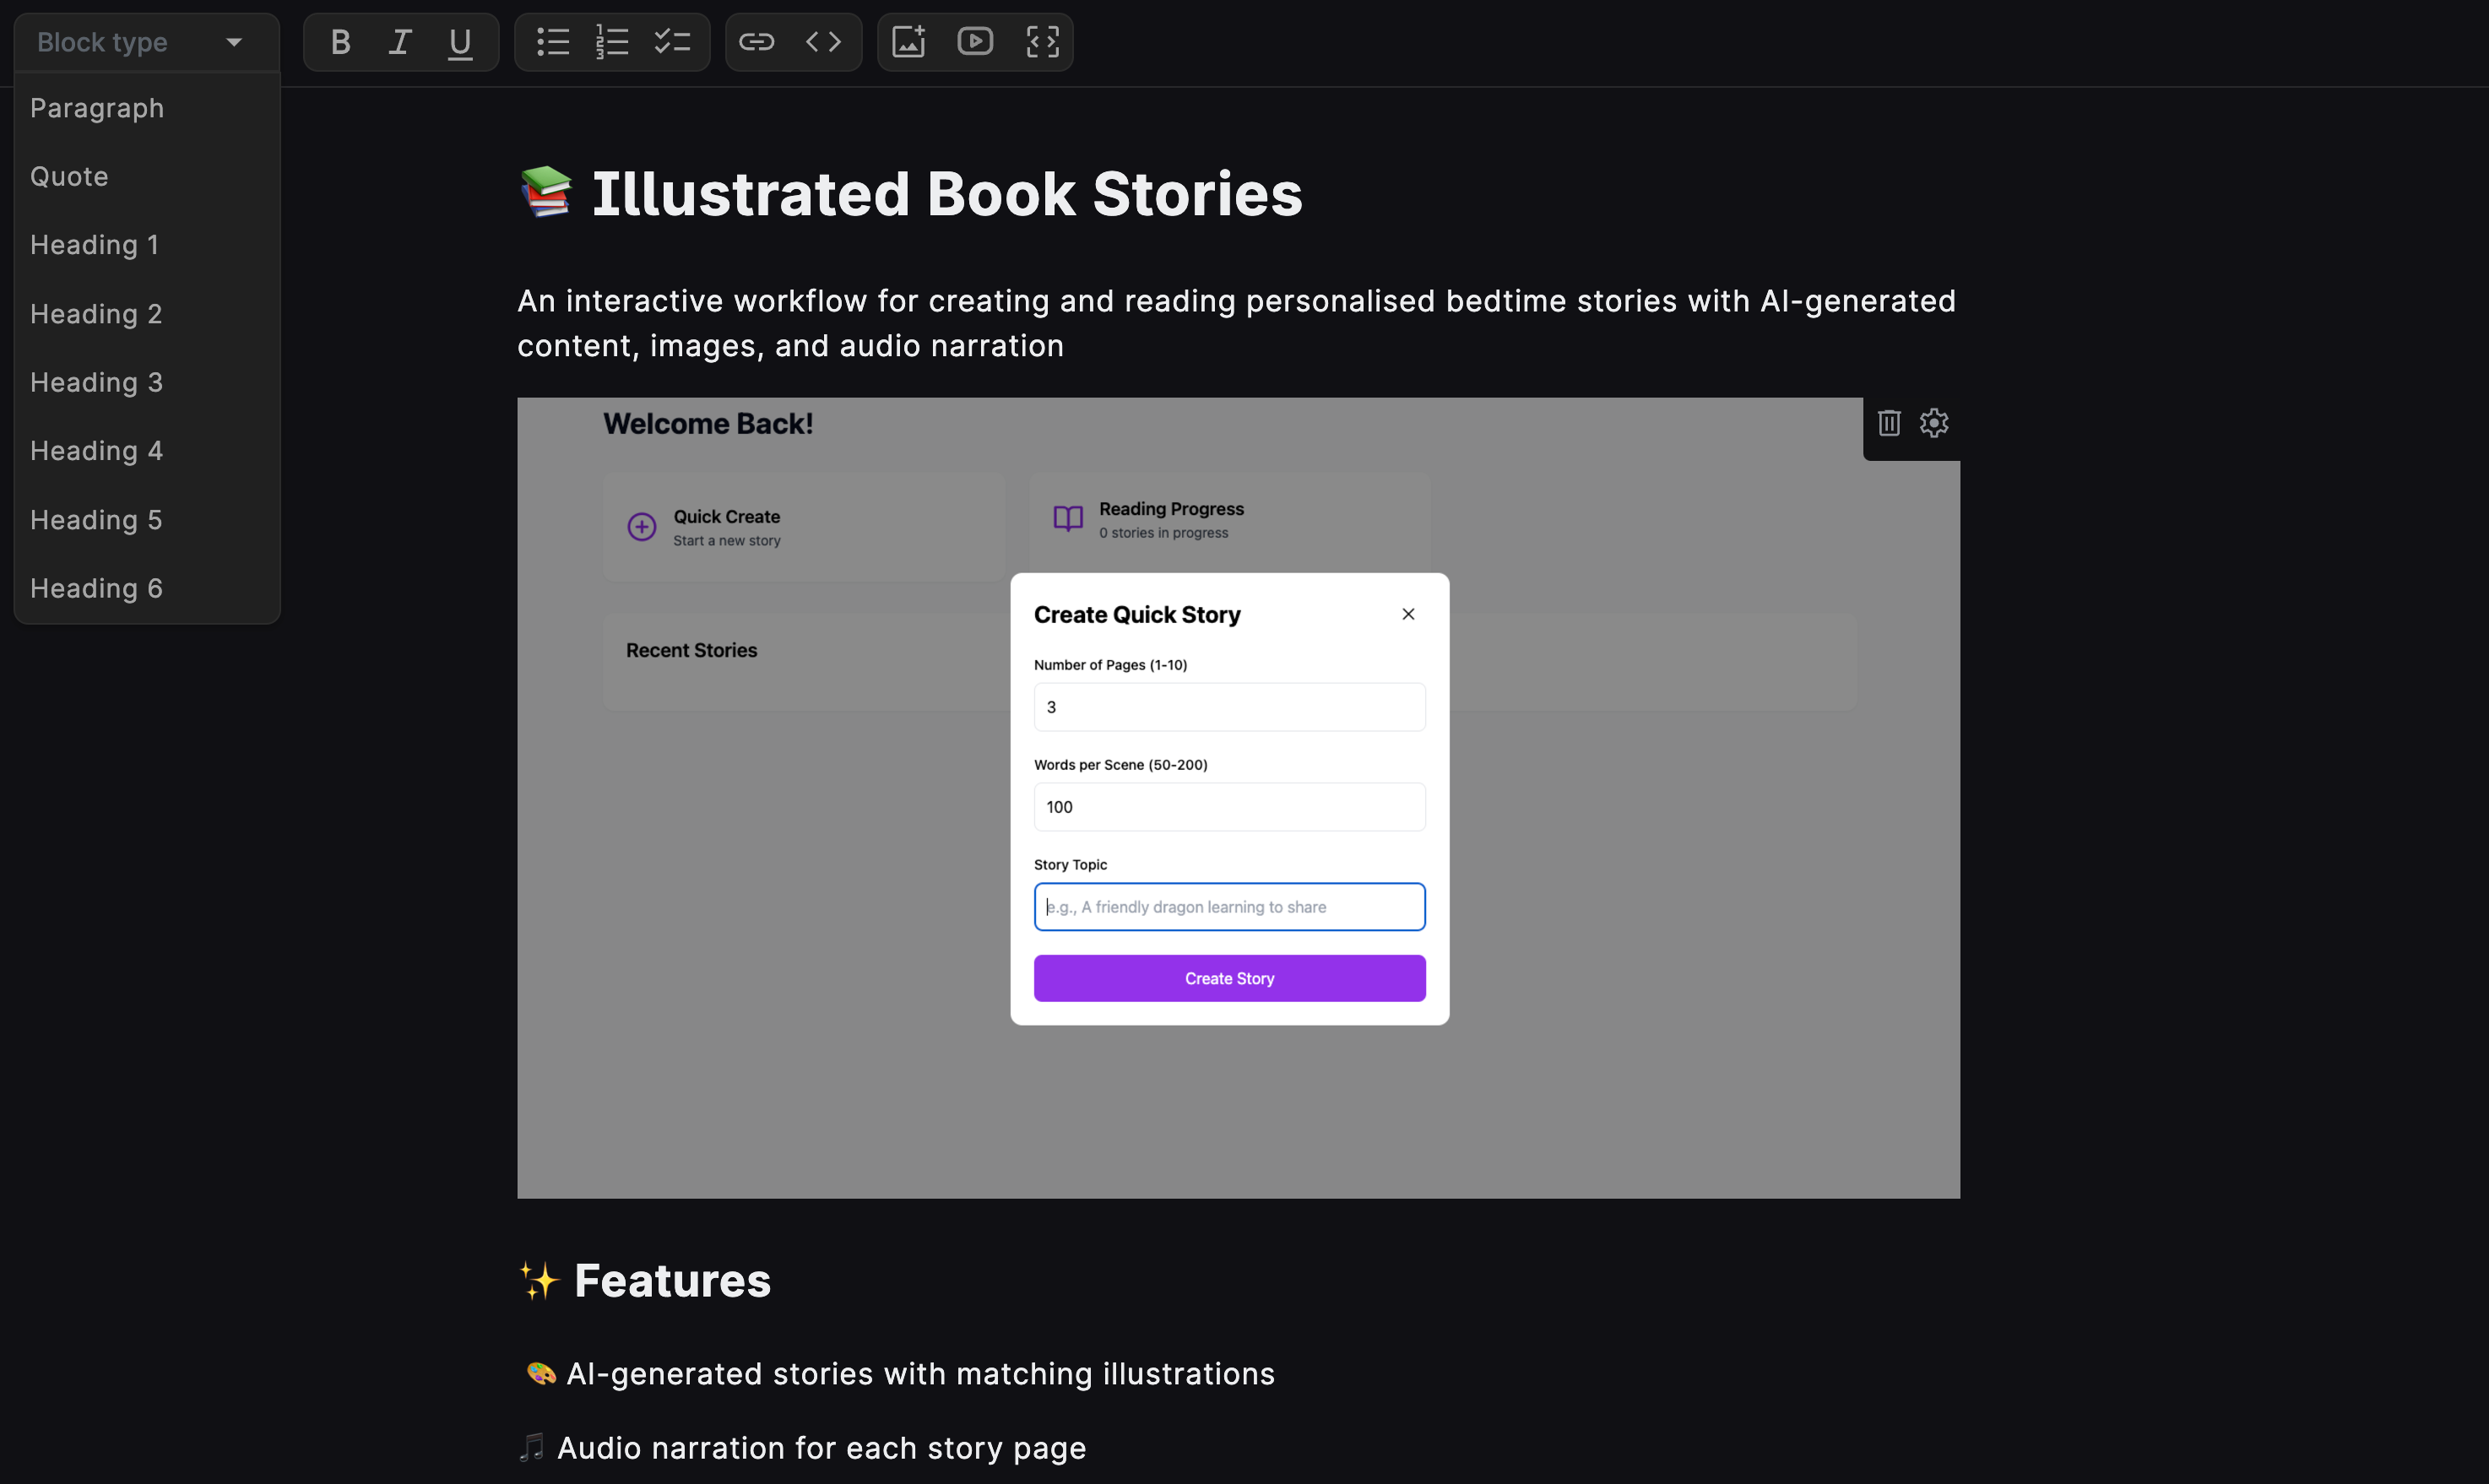 Block type
Paragraph
Quote
Heading 1
Heading 2
Heading 3
Heading 4
Heading 5
Heading 6
📚 Illustrated Book Stories
An interactive workflow for creating and reading personalised bedtime stories with AI-generated
content, images, and audio narration
Welcome Back!
Quick Create
Start a new story
Reading Progress
0 stories in progress
Recent Stories
Create Quick Story
Number of Pages (1-10)
3
Words per Scene (50-200)
100
Story Topic
e.g., A friendly dragon learning to share
Create Story
✨ Features
🎨 AI-generated stories with matching illustrations
🎵 Audio narration for each story page